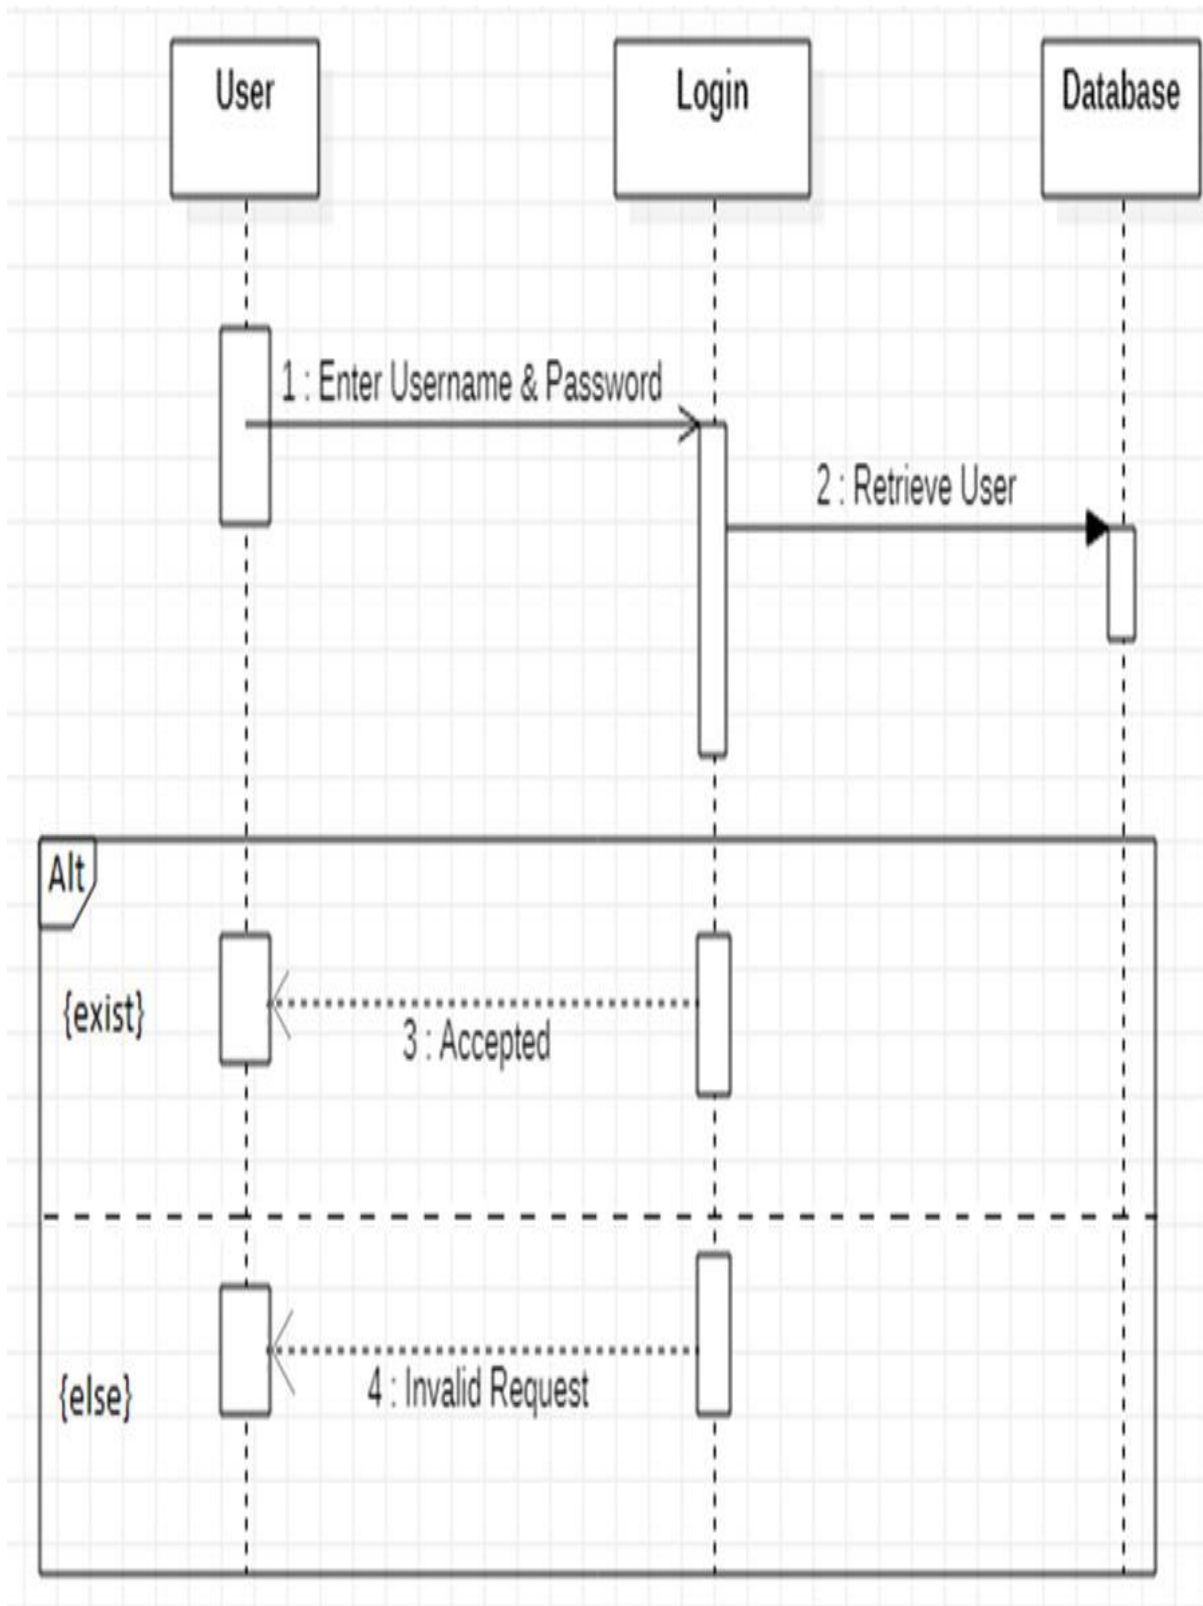 User
Login
Database
1 : Enter Username & Password
2 : Retrieve User
Alt
{exist}
3 : Accepted
4 : Invalid Request
{else}